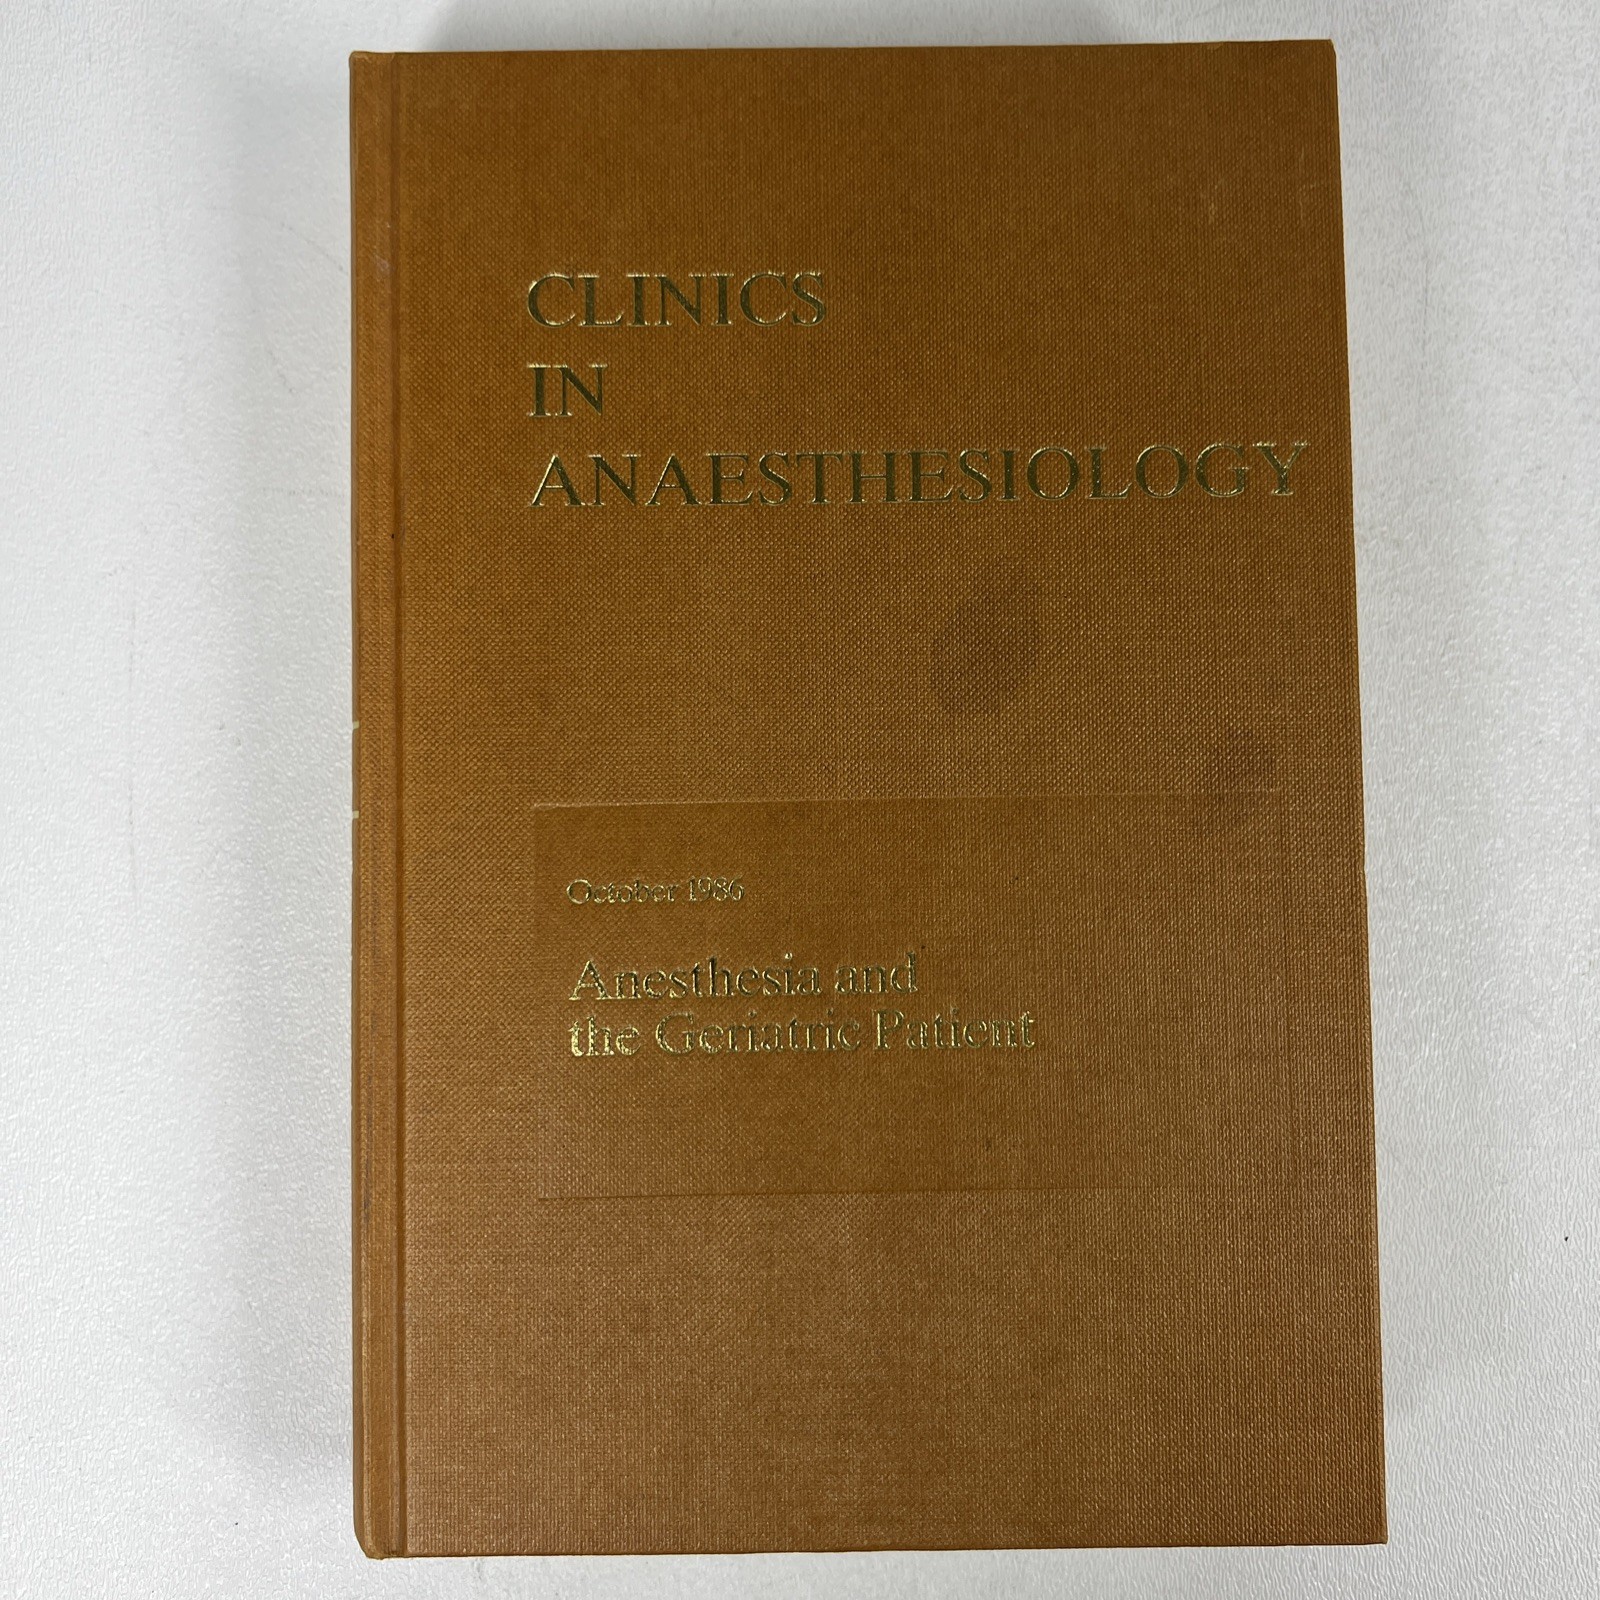 CLINICS
IN
ANAESTHESIOLOGY
October 1986
Anesthesia and
the Geriatric Patient